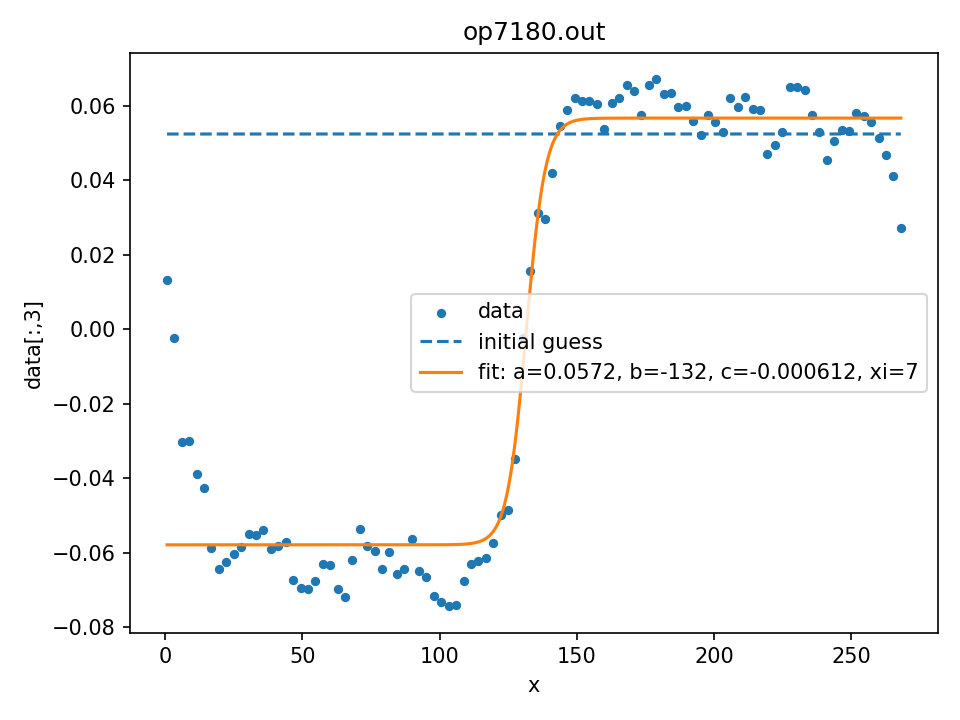 op7180.out
0.06
0.04
0.02
0.00
−0.02
−0.04
−0.06
−0.08
data[:,3]
data
initial guess
fit: a=0.0572, b=-132, c=-0.000612, xi=7
0 50 100 150 200 250
x